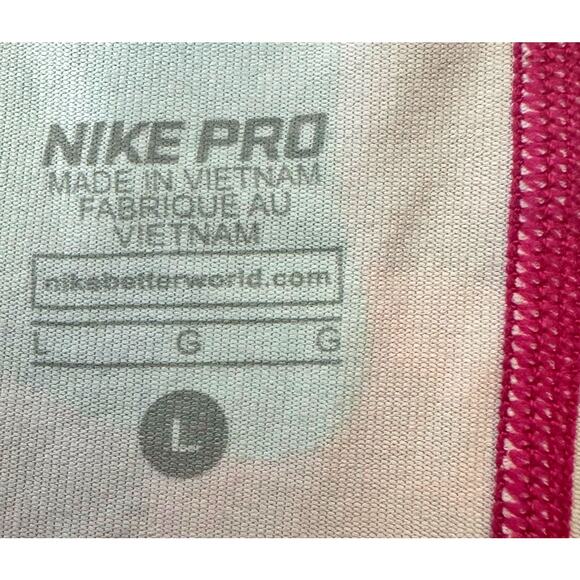 NIKE PRO
MADE IN VIETNAM
FABRIQUE AU
VIETNAM
nikebetterworld.com
L G G
L